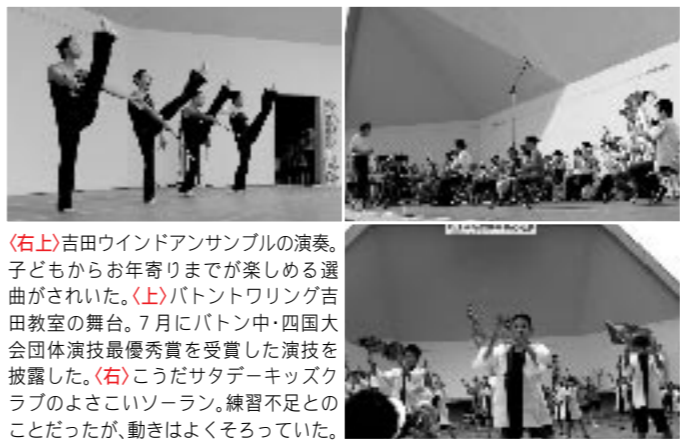 〈右上〉吉田ウインドアンサンブルの演奏。
子どもからお年寄りまでが楽しめる選
曲がされいた。〈上〉バトントワリング吉
田教室の舞台。７月にバトン中・四国大
会団体演技最優秀賞を受賞した演技を
披露した。〈右〉こうだサタデーキッズク
ラブのよさこいソーラン。練習不足との
ことだったが、動きはよくそろっていた。